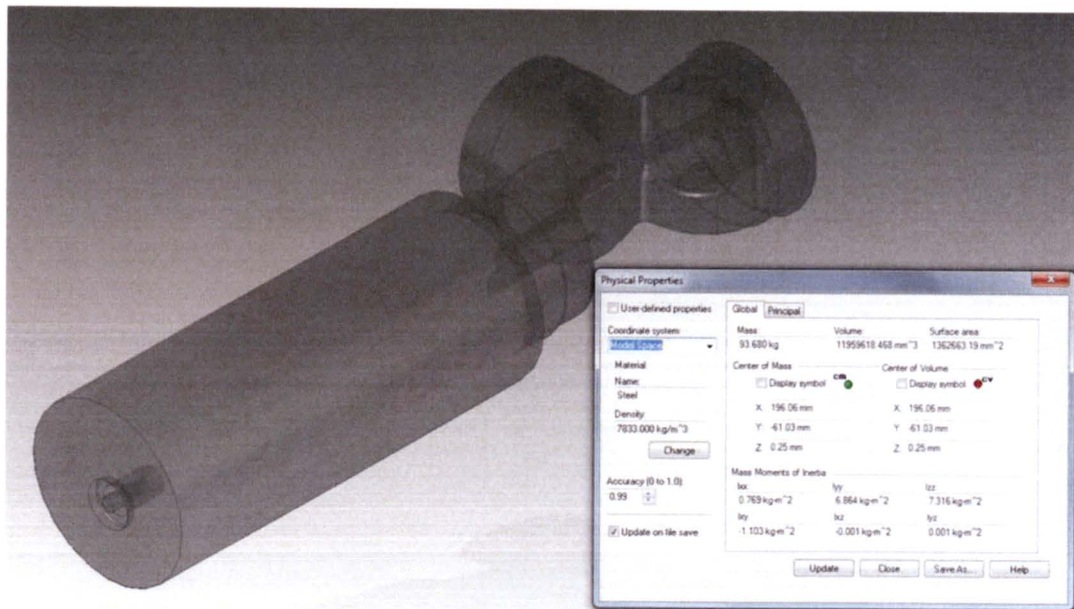 Physical Properties
User-defined properties
Coordinate system:
Model Space
Material
Name:
Steel
Density:
7833.000 kg/m^3
Change
Accuracy (0 to 1.0):
0.99
Update on file save
Global Principal
Mass: Volume: Surface area:
93.680 kg 11959618.468 mm^3 1362663.19 mm^2
Center of Mass Center of Volume
Display symbol CM Display symbol CV
X: 196.06 mm X: 196.06 mm
Y: -61.03 mm Y: -61.03 mm
Z: 0.25 mm Z: 0.25 mm
Mass Moments of Inertia
Ixx: Iyy: Izz:
0.769 kg-m^2 6.864 kg-m^2 7.316 kg-m^2
Ixy: Ixz: Iyz:
-1.103 kg-m^2 -0.001 kg-m^2 0.001 kg-m^2
Update Close Save As... Help